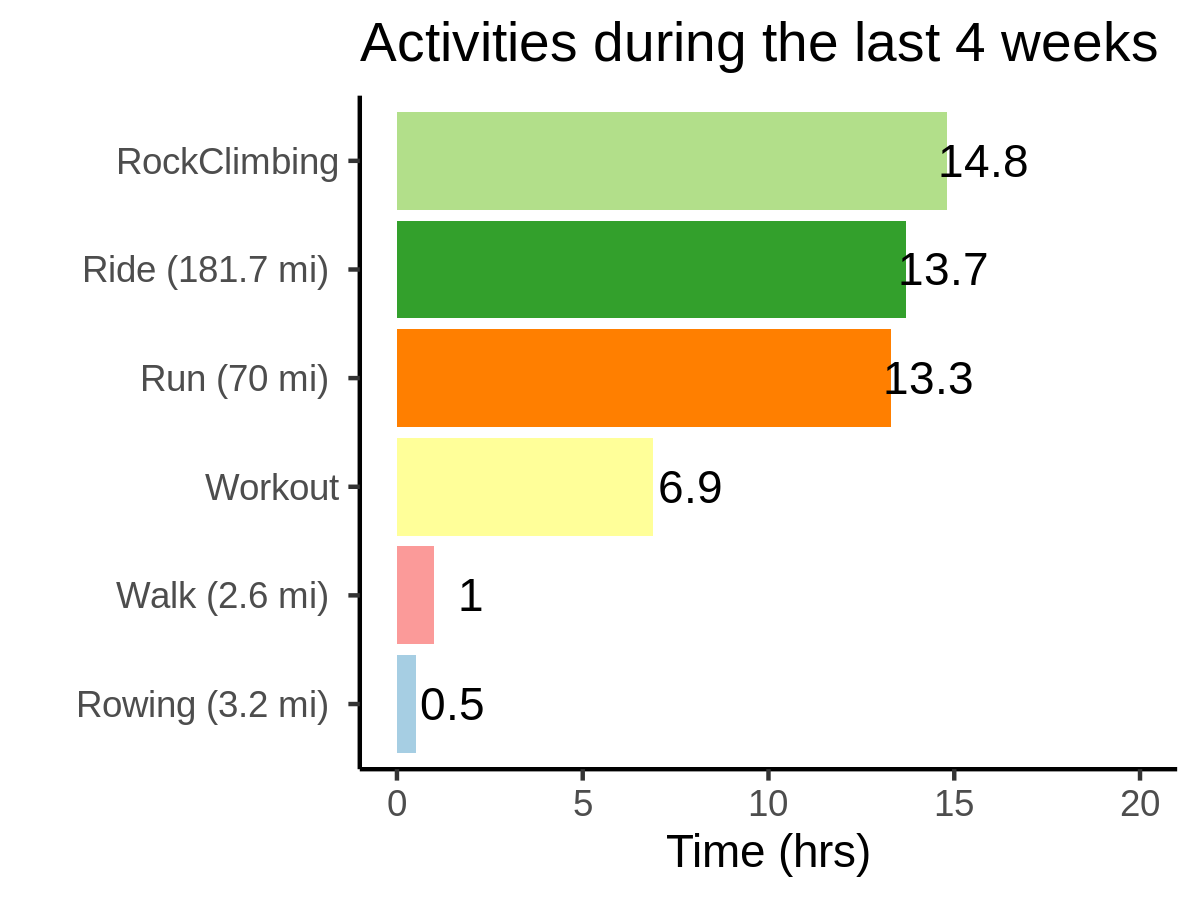 Activities during the last 4 weeks
RockClimbing 14.8
Ride (181.7 mi) 13.7
Run (70 mi) 13.3
Workout 6.9
Walk (2.6 mi) 1
Rowing (3.2 mi) 0.5
0 5 10 15 20
Time (hrs)